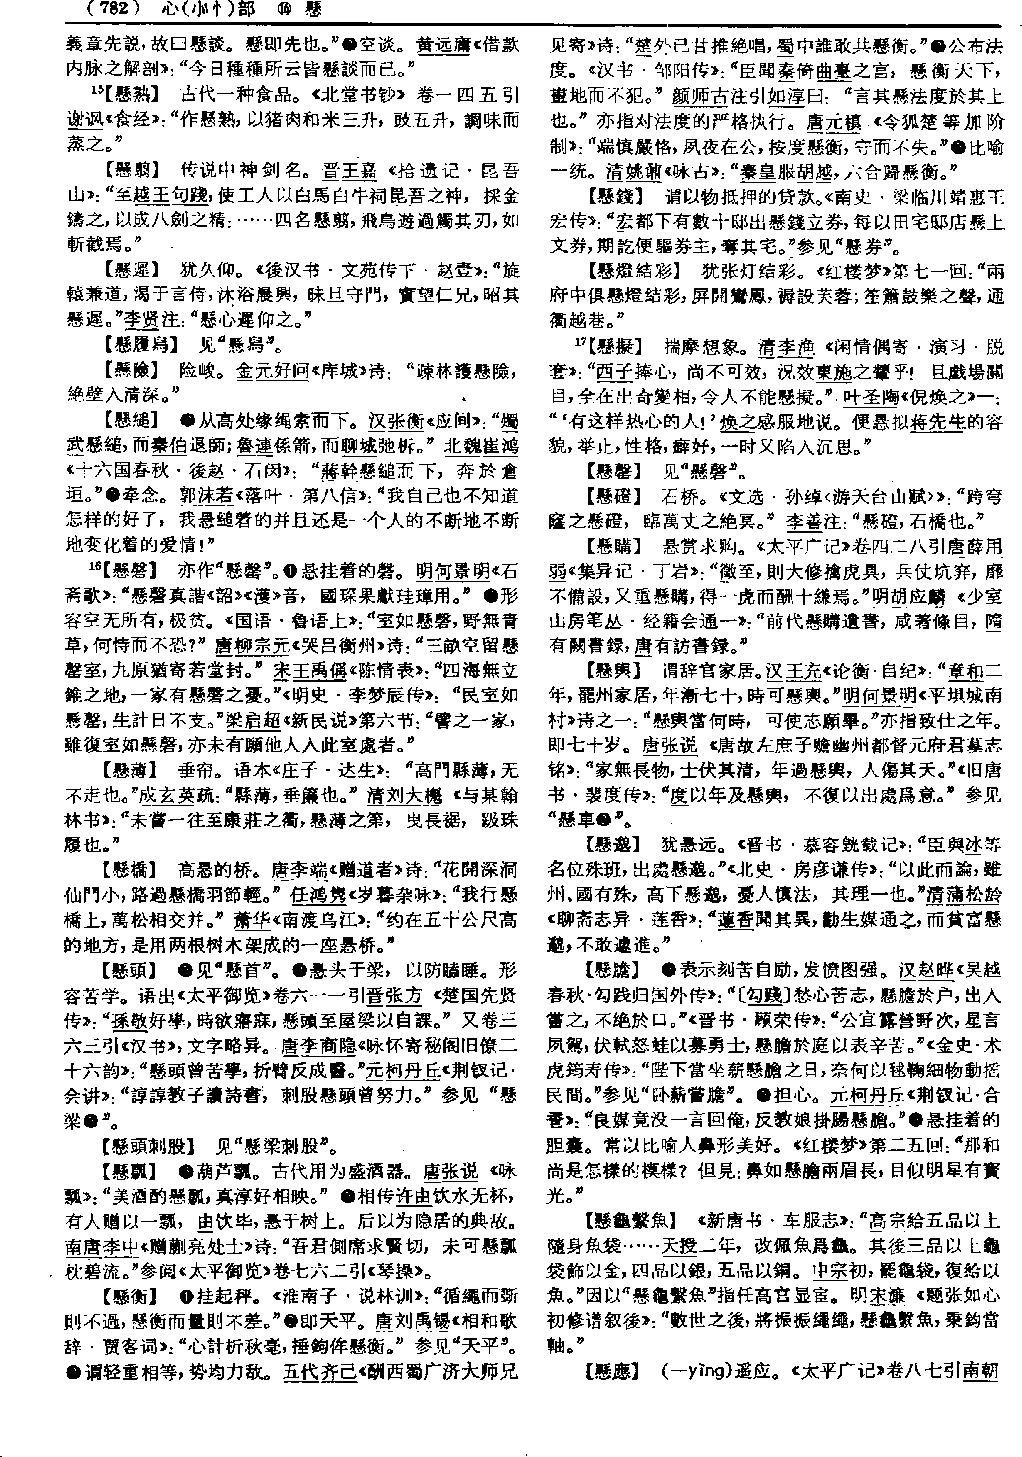 （782） 心（小忄）部 ⑯ 懸
義章先説，故曰懸談。懸即先也。”❷空谈。黄远庸《借款
内脉之解剖》：“今日種種所云皆懸談而已。”
15【懸熟】 古代一种食品。《北堂书钞》卷一四五引
谢讽《食经》：“作懸熟，以猪肉和米三升，豉五升，調味而
蒸之。”
【懸翦】 传说中神剑名。晋王嘉《拾遗记·昆吾
山》：“至越王句踐，使工人以白馬白牛祠昆吾之神，採金
鑄之，以成八劍之精：……四名懸翦，飛鳥遊過觸其刃，如
斬截焉。”
【懸遲】 犹久仰。《後汉书·文苑传下·赵壹》：“旋
轅兼道，渴于言侍，沐浴晨興，昧旦守門，實望仁兄，昭其
懸遲。”李贤注：“懸心遲仰之。”
【懸履舄】 见“懸舄”。
【懸險】 险峻。金元好问《岸城》诗：“疎林護懸險，
絶壁入清深。”
【懸縋】 ❶从高处缘绳索而下。汉张衡《应间》：“燭
武懸縋，而秦伯退師；魯連係箭，而聊城弛柝。”北魏崔鸿
《十六国春秋·後赵·石闵》：“蔣幹懸縋而下，奔於倉
垣。”❷牵念。郭沫若《落叶·第八信》：“我自己也不知道
怎样的好了，我悬縋着的并且还是一个人的不断地不断
地变化着的爱情！”
16【懸磬】 亦作“懸罄”。❶悬挂着的磬。明何景明《石
斋歌》：“懸磬真諧《韶》《濩》音，國琛果獻珪璋用。”❷形
容空无所有，极贫。《国语·鲁语上》：“室如懸磬，野無青
草，何恃而不恐？”唐柳宗元《哭吕衡州》诗：“三畝空留懸
罄室，九原猶寄若堂封。”宋王禹偁《陈情表》：“四海無立
錐之地，一家有懸磬之憂。”《明史·李梦辰传》：“民室如
懸罄，生計日不支。”梁启超《新民说》第六节：“譬之一家，
雖復室如懸磬，亦未有願他人入此室處者。”
【懸薄】 垂帘。语本《庄子·达生》：“高門縣薄，无
不走也。”成玄英疏：“縣薄，垂簾也。”清刘大櫆《与某翰
林书》：“未嘗一往至康莊之衢，懸薄之第，曳長裾，躧珠
履也。”
【懸橋】 高悬的桥。唐李端《赠道者》诗：“花開深洞
仙門小，路過懸橋羽節輕。”任鸿隽《岁暮杂咏》：“我行懸
橋上，萬松相交并。”萧华《南渡乌江》：“约在五十公尺高
的地方，是用两根树木架成的一座悬桥。”
【懸頭】 ❶见“懸首”。❷悬头于梁，以防瞌睡。形
容苦学。语出《太平御览》卷六一一引晋张方《楚国先贤
传》：“孫敬好學，時欲寤寐，懸頭至屋梁以自課。”又卷三
六三引《汉书》，文字略异。唐李商隐《咏怀寄秘阁旧僚二
十六韵》：“懸頭曾苦學，折臂反成醫。”元柯丹丘《荆钗记·
会讲》：“諄諄教子讀詩書，刺股懸頭曾努力。”参见“懸
梁❷”。
【懸頭刺股】 见“懸梁刺股”。
【懸瓢】 ❶葫芦瓢。古代用为盛酒器。唐张说《咏
瓢》：“美酒酌懸瓢，真淳好相映。”❷相传许由饮水无杯，
有人赠以一瓢，由饮毕，悬于树上。后以为隐居的典故。
南唐李中《赠蒯亮处士》诗：“吾君側席求賢切，未可懸瓢
枕碧流。”参阅《太平御览》卷七六二引《琴操》。
【懸衡】 ❶挂起秤。《淮南子·说林训》：“循繩而斲
則不過，懸衡而量則不差。”❷即天平。唐刘禹锡《相和歌
辞·贾客词》：“心計析秋毫，捶鉤侔懸衡。”参见“天平”。
❸谓轻重相等，势均力敌。五代齐己《酬西蜀广济大师兄
见寄》诗：“楚外已甘推絶唱，蜀中誰敢共懸衡。”❹公布法
度。《汉书·邹阳传》：“臣聞秦倚曲臺之宫，懸衡天下，
畫地而不犯。”颜师古注引如淳曰：“言其懸法度於其上
也。”亦指对法度的严格执行。唐元稹《令狐楚等加阶
制》：“端慎嚴恪，夙夜在公，按度懸衡，守而不失。”❺比喻
一统。清姚鼐《咏古》：“秦皇服胡越，六合歸懸衡。”
【懸錢】 谓以物抵押的贷款。《南史·梁临川靖惠王
宏传》：“宏都下有數十邸出懸錢立券，每以田宅邸店懸上
文券，期訖便驅券主，奪其宅。”参见“懸券”。
【懸燈結彩】 犹张灯结彩。《红楼梦》第七一回：“兩
府中俱懸燈結彩，屏開鸞鳳，褥設芙蓉；笙簫鼓樂之聲，通
衢越巷。”
17【懸擬】 揣摩想象。清李渔《闲情偶寄·演习·脱
套》：“西子捧心，尚不可效，況效東施之顰乎！且戲場關
目，全在出奇變相，令人不能懸擬。”叶圣陶《倪焕之》一：
“‘有这样热心的人！’焕之感服地说。便悬拟蒋先生的容
貌，举止，性格，癖好，一时又陷入沉思。”
【懸罄】 见“懸磬”。
【懸磴】 石桥。《文选·孙绰〈游天台山赋〉》：“跨穹
窿之懸磴，臨萬丈之絶冥。”李善注：“懸磴，石橋也。”
【懸購】 悬赏求购。《太平广记》卷四二八引唐薛用
弱《集异记·丁岩》：“徵至，則大修擒虎具，兵仗坑穽，靡
不備設，又重懸購，得一虎而酬十縑焉。”明胡应麟《少室
山房笔丛·经籍会通一》：“前代懸購遺書，咸著條目，隋
有闕書録，唐有訪書録。”
【懸輿】 谓辞官家居。汉王充《论衡·自纪》：“章和二
年，罷州家居，年漸七十，時可懸輿。”明何景明《平坝城南
村》诗之一：“懸輿當何時，可使志願畢。”亦指致仕之年。
即七十岁。唐张说《唐故左庶子赠幽州都督元府君墓志
铭》：“家無長物，士伏其清，年過懸輿，人傷其天。”《旧唐
书·裴度传》：“度以年及懸輿，不復以出處爲意。”参见
“懸車❶”。
【懸邈】 犹悬远。《晋书·慕容皝载记》：“臣與冰等
名位殊班，出處懸邈。”《北史·房彦谦传》：“以此而論，雖
州、國有殊，高下懸邈，憂人慎法，其理一也。”清蒲松龄
《聊斋志异·莲香》：“蓮香聞其異，勸生媒通之，而貧富懸
邈，不敢遽進。”
【懸膽】 ❶表示刻苦自励，发愤图强。汉赵晔《吴越
春秋·勾践归国外传》：“〔勾踐〕愁心苦志，懸膽於户，出入
嘗之，不絶於口。”《晋书·顾荣传》：“公宜露營野次，星言
夙駕，伏軾怒蛙以募勇士，懸膽於庭以表辛苦。”《金史·术
虎筠寿传》：“陛下當坐薪懸膽之日，奈何以毬鞠細物動摇
民間。”参见“卧薪嘗膽”。❷担心。元柯丹丘《荆钗记·合
巹》：“良媒竟没一回俺，反教娘掛腸懸膽。”❸悬挂着的
胆囊。常以比喻人鼻形美好。《红楼梦》第二五回：“那和
尚是怎樣的模樣？但見：鼻如懸膽兩眉長，目似明星有寶
光。”
【懸龜繫魚】 《新唐书·车服志》：“高宗給五品以上
隨身魚袋……天授二年，改佩魚爲龜。其後三品以上龜
袋飾以金，四品以銀，五品以銅。中宗初，罷龜袋，復給以
魚。”因以“懸龜繫魚”指任高官显宦。明宋濂《题张如心
初修谱叙後》：“數世之後，將振振繩繩，懸龜繫魚，秉鈞當
軸。”
【懸應】 （—yìng）遥应。《太平广记》卷八七引南朝